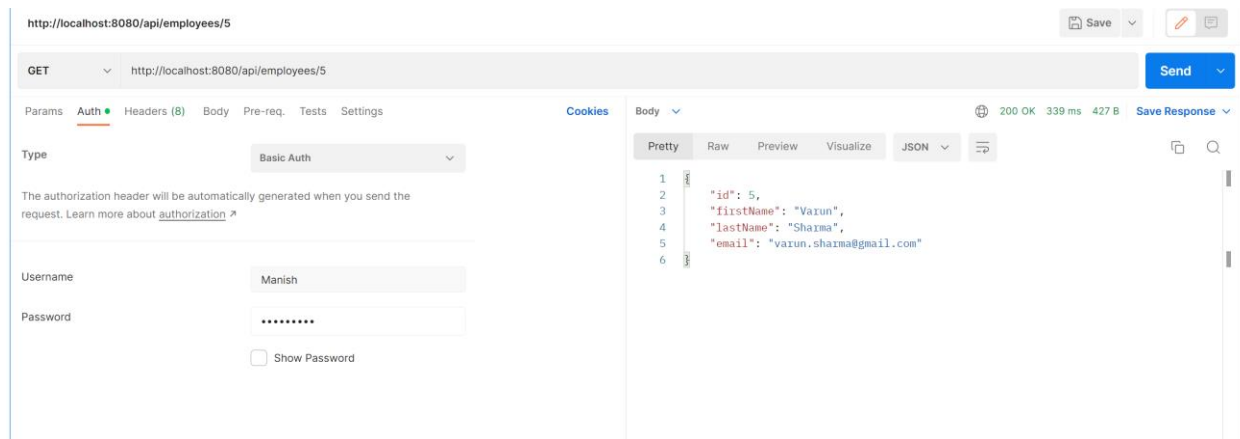 http://localhost:8080/api/employees/5
Save
GET http://localhost:8080/api/employees/5 Send
Params Auth Headers (8) Body Pre-req. Tests Settings Cookies
Type Basic Auth
The authorization header will be automatically generated when you send the
request. Learn more about authorization ↗
Username Manish
Password •••••••••
Show Password
Body 200 OK 339 ms 427 B Save Response
Pretty Raw Preview Visualize JSON
1 {
2 "id": 5,
3 "firstName": "Varun",
4 "lastName": "Sharma",
5 "email": "varun.sharma@gmail.com"
6 }